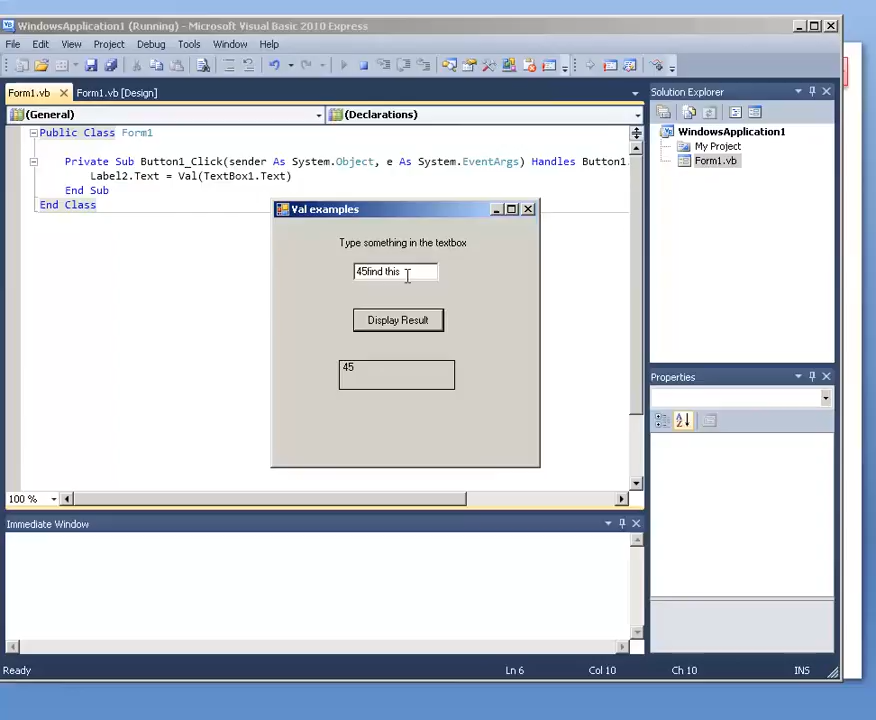 WindowsApplication1 (Running) - Microsoft Visual Basic 2010 Express
File Edit View Project Debug Tools Window Help
Form1.vb Form1.vb [Design]
(General) (Declarations)
Public Class Form1
Private Sub Button1_Click(sender As System.Object, e As System.EventArgs) Handles Button1.
Label2.Text = Val(TextBox1.Text)
End Sub
End Class
Val examples
Type something in the textbox
45find this
Display Result
45
100 %
Solution Explorer
WindowsApplication1
My Project
Form1.vb
Properties
Immediate Window
Ready Ln 6 Col 10 Ch 10 INS